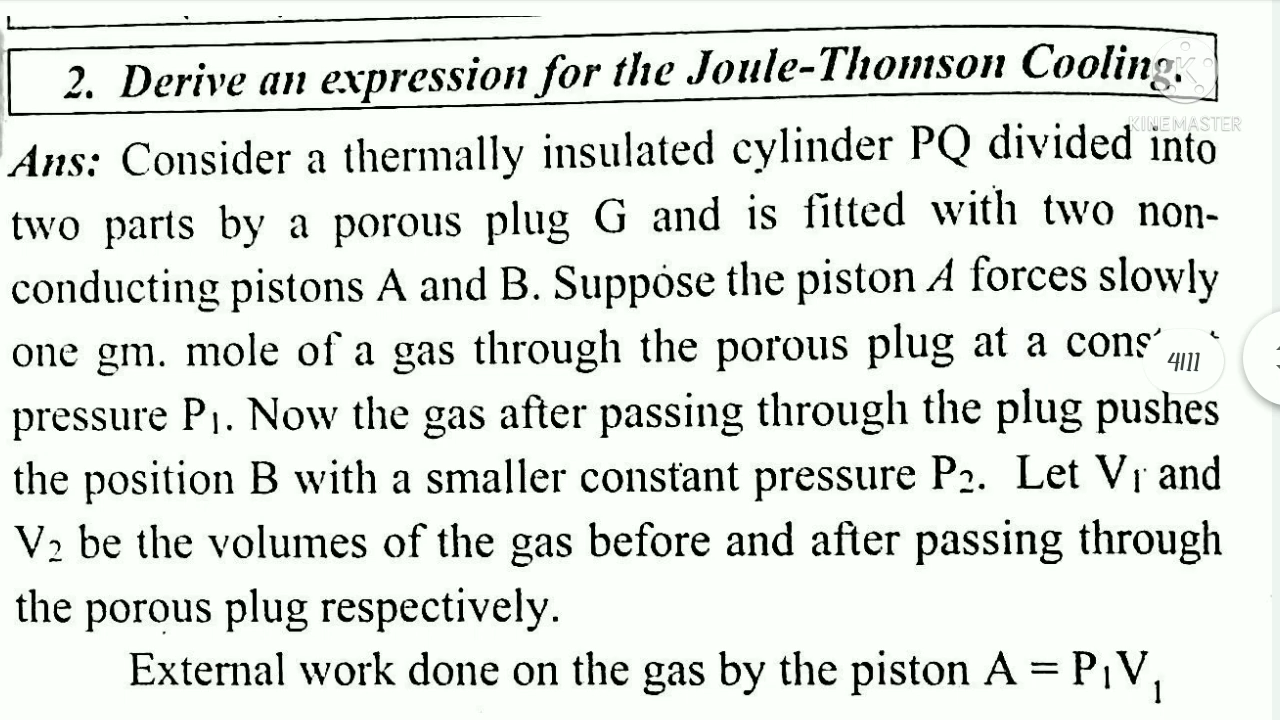 2. Derive an expression for the Joule-Thomson Cooling.
KINEMASTER
Ans: Consider a thermally insulated cylinder PQ divided into
two parts by a porous plug G and is fitted with two non-
conducting pistons A and B. Suppose the piston A forces slowly
one gm. mole of a gas through the porous plug at a
4/11
pressure P₁. Now the gas after passing through the plug pushes
the position B with a smaller constant pressure P₂. Let V₁ and
V₂ be the volumes of the gas before and after passing through
the porous plug respectively.
External work done on the gas by the piston A = P₁V₁